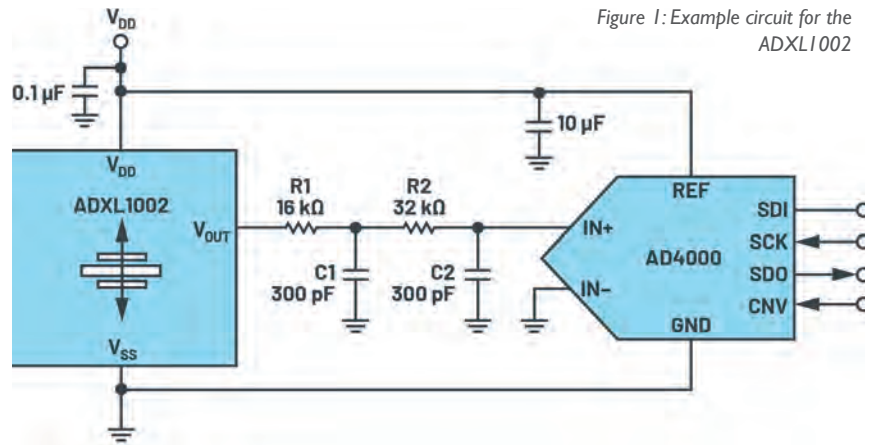 Figure 1: Example circuit for the
ADXL1002
VDD
0.1 µF
10 µF
VDD
ADXL1002
VOUT
VSS
R1
16 kΩ
R2
32 kΩ
C1
300 pF
C2
300 pF
REF
IN+
IN−
AD4000
GND
SDI
SCK
SDO
CNV